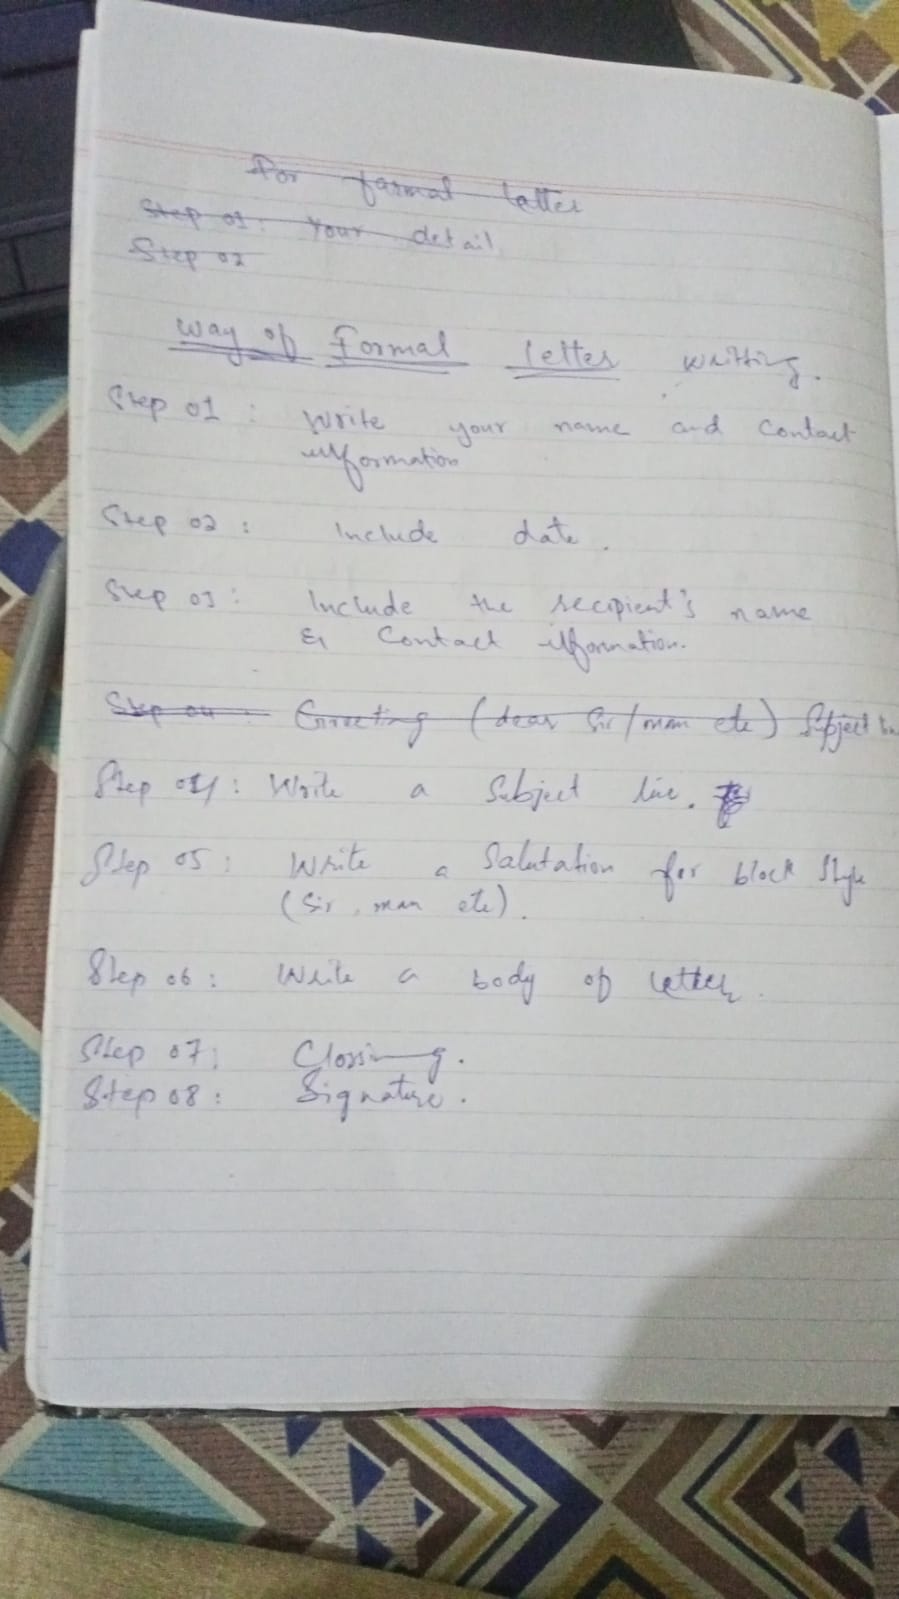 For formal letter
Step 01: Your detail
Step 02
Way of Formal letter writting.
Step 01 : Write your name and Contact
information
Step 02 : Include date.
Step 03 : Include the recipient's name
& Contact information.
Step 04 : Greeting (dear Sir/mam etc) Subject
Step 04 : Write a Subject line.
Step 05 : Write a Salutation for block Style
(Sir, mam etc).
Step 06 : Write a body of letter.
Step 07 : Clossing.
Step 08 : Signature.